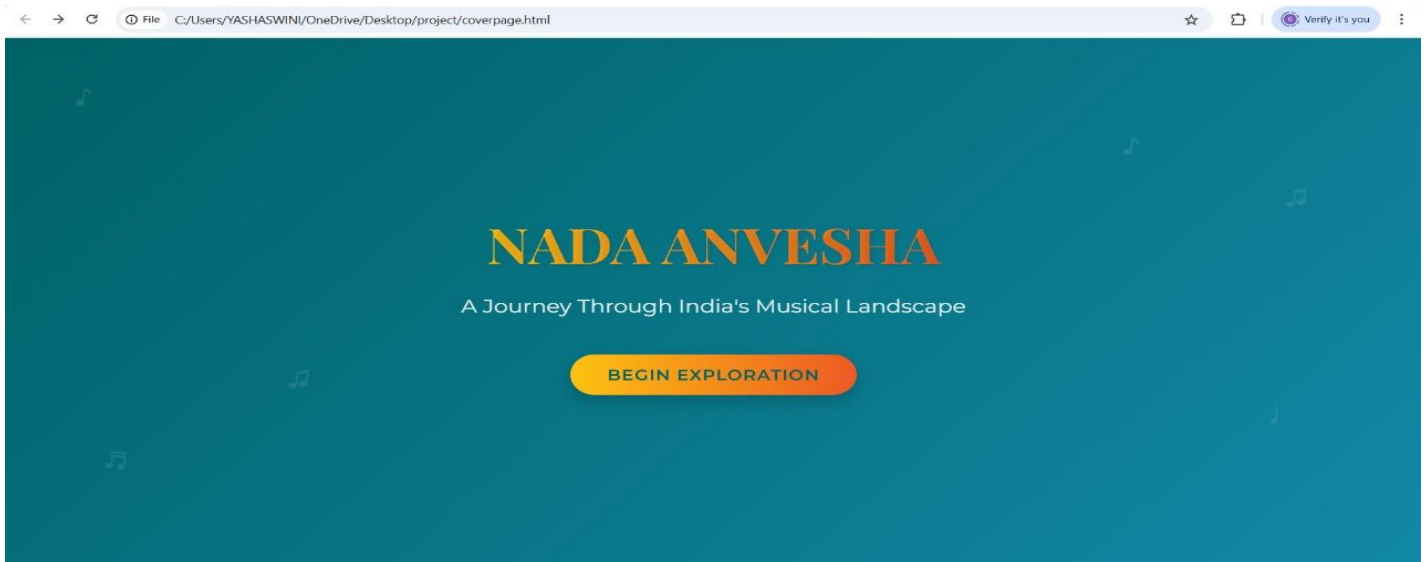 File C:/Users/YASHASWINI/OneDrive/Desktop/project/coverpage.html Verify it's you
NADA ANVESHA
A Journey Through India's Musical Landscape
BEGIN EXPLORATION